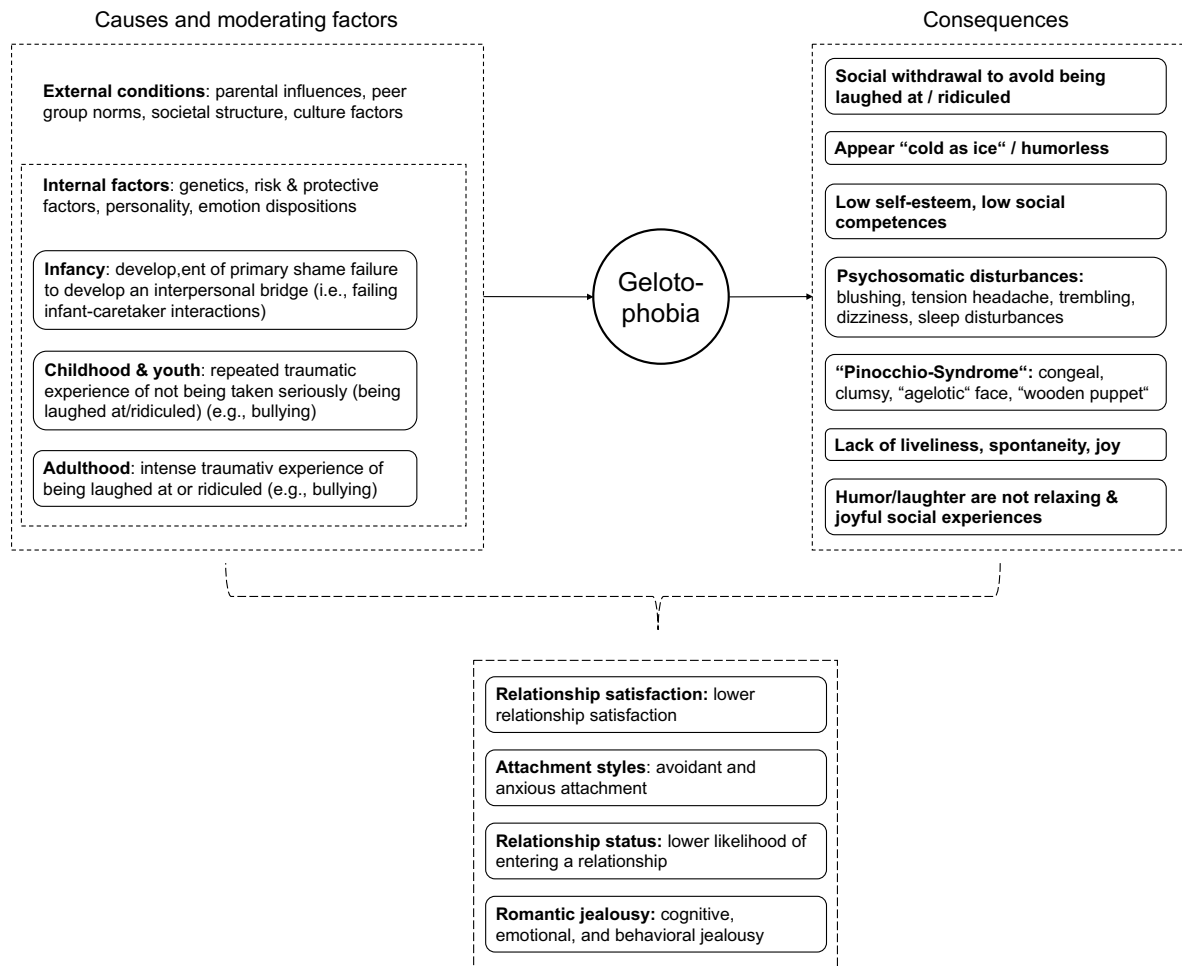 Causes and moderating factors
External conditions: parental influences, peer
group norms, societal structure, culture factors
Internal factors: genetics, risk & protective
factors, personality, emotion dispositions
Infancy: develop,ent of primary shame failure
to develop an interpersonal bridge (i.e., failing
infant-caretaker interactions)
Childhood & youth: repeated traumatic
experience of not being taken seriously (being
laughed at/ridiculed) (e.g., bullying)
Adulthood: intense traumativ experience of
being laughed at or ridiculed (e.g., bullying)
Geloto-
phobia
Consequences
Social withdrawal to avoid being
laughed at / ridiculed
Appear “cold as ice“ / humorless
Low self-esteem, low social
competences
Psychosomatic disturbances:
blushing, tension headache, trembling,
dizziness, sleep disturbances
“Pinocchio-Syndrome“: congeal,
clumsy, “agelotic“ face, “wooden puppet“
Lack of liveliness, spontaneity, joy
Humor/laughter are not relaxing &
joyful social experiences
Relationship satisfaction: lower
relationship satisfaction
Attachment styles: avoidant and
anxious attachment
Relationship status: lower likelihood of
entering a relationship
Romantic jealousy: cognitive,
emotional, and behavioral jealousy